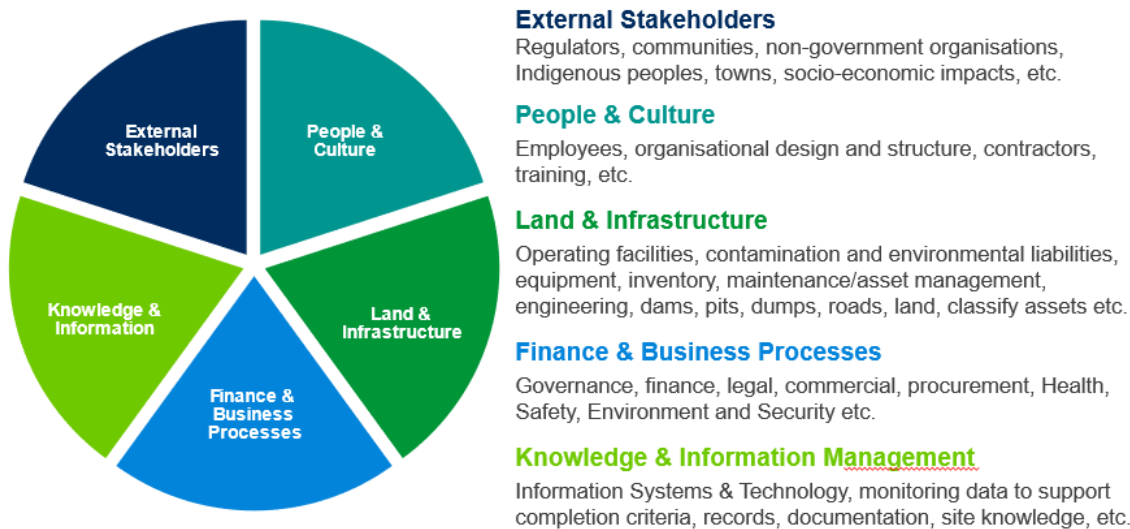 External
Stakeholders
People &
Culture
Land &
Infrastructure
Finance &
Business
Processes
Knowledge &
Information
External Stakeholders
Regulators, communities, non-government organisations,
Indigenous peoples, towns, socio-economic impacts, etc.
People & Culture
Employees, organisational design and structure, contractors,
training, etc.
Land & Infrastructure
Operating facilities, contamination and environmental liabilities,
equipment, inventory, maintenance/asset management,
engineering, dams, pits, dumps, roads, land, classify assets etc.
Finance & Business Processes
Governance, finance, legal, commercial, procurement, Health,
Safety, Environment and Security etc.
Knowledge & Information Management
Information Systems & Technology, monitoring data to support
completion criteria, records, documentation, site knowledge, etc.